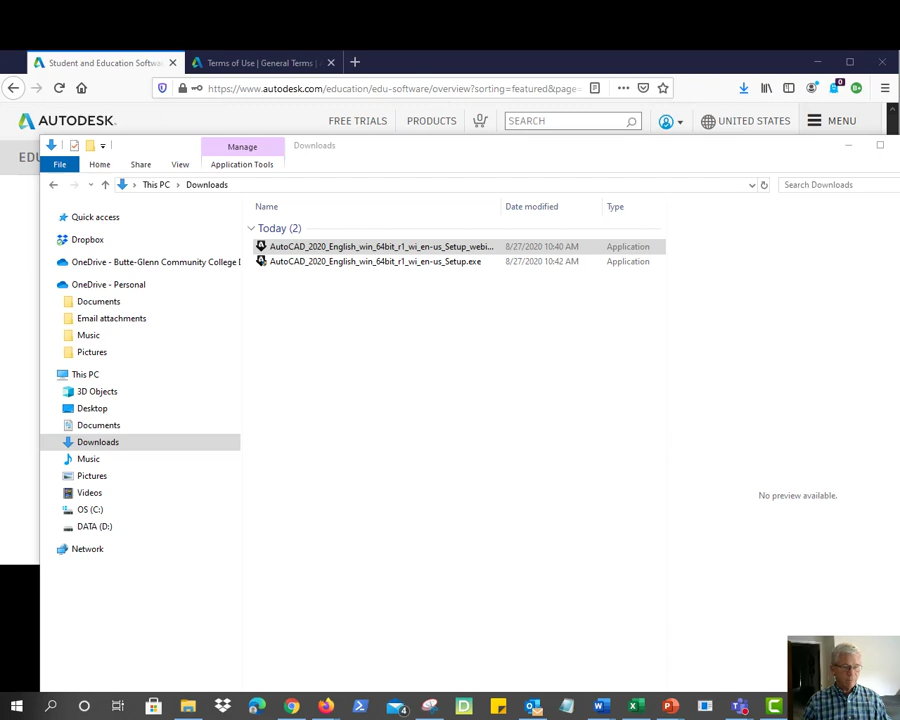 Student and Education Softwa
Terms of Use | General Terms |
https://www.autodesk.com/education/edu-software/overview?sorting=featured&page=
0
AUTODESK.
FREE TRIALS
PRODUCTS
SEARCH
UNITED STATES
MENU
EDU
Manage
Downloads
File
Home
Share
View
Application Tools
This PC
Downloads
Search Downloads
Name
Date modified
Type
Quick access
Today (2)
Dropbox
AutoCAD_2020_English_win_64bit_r1_wi_en-us_Setup_webi...
8/27/2020 10:40 AM
Application
OneDrive - Butte-Glenn Community College D
AutoCAD_2020_English_win_64bit_r1_wi_en-us_Setup.exe
8/27/2020 10:42 AM
Application
OneDrive - Personal
Documents
Email attachments
Music
Pictures
This PC
3D Objects
Desktop
Documents
Downloads
Music
Pictures
Videos
OS (C:)
DATA (D:)
Network
No preview available.
4